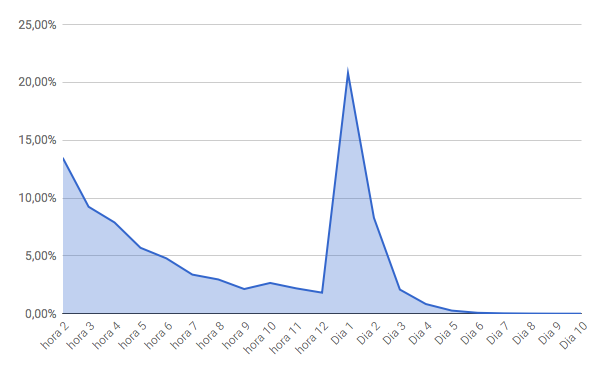 25,00%
20,00%
15,00%
10,00%
5,00%
0,00%
hora 2
hora 3
hora 4
hora 5
hora 6
hora 7
hora 8
hora 9
hora 10
hora 11
hora 12
Dia 1
Dia 2
Dia 3
Dia 4
Dia 5
Dia 6
Dia 7
Dia 8
Dia 9
Dia 10